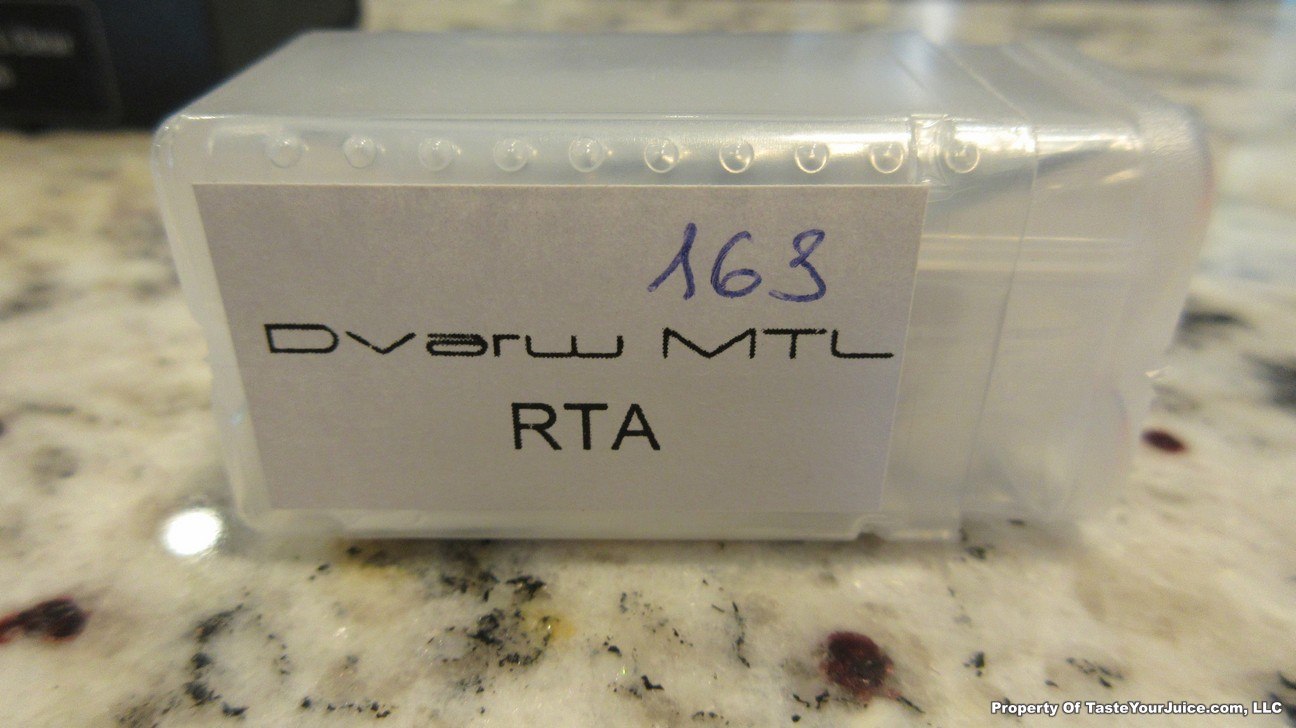 163
Dvarw MTL
RTA
Property Of TasteYourJuice.com, LLC